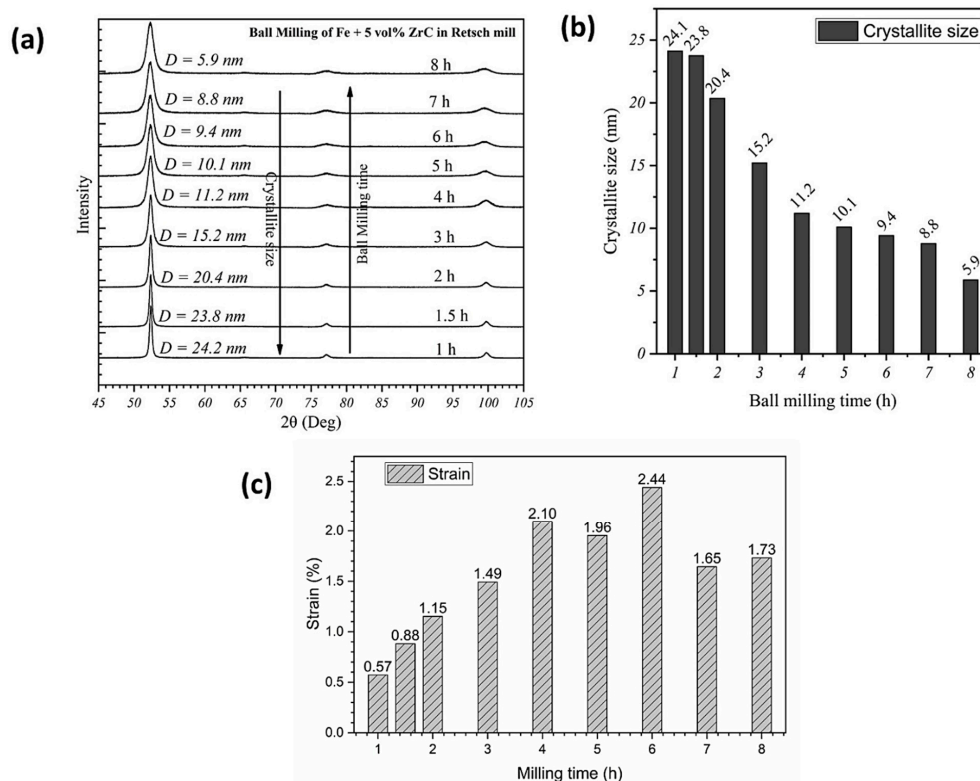 (a)
Ball Milling of Fe + 5 vol% ZrC in Retsch mill
D = 5.9 nm
8 h
D = 8.8 nm
7 h
D = 9.4 nm
6 h
D = 10.1 nm
5 h
D = 11.2 nm
4 h
D = 15.2 nm
3 h
D = 20.4 nm
2 h
D = 23.8 nm
1.5 h
D = 24.2 nm
1 h
Crystallite size
Ball Milling time
Intensity
45 50 55 60 65 70 75 80 85 90 95 100 105
2θ (Deg)
(b)
Crystallite size
25
20
15
10
5
0
Crystallite size (nm)
24.1
23.8
20.4
15.2
11.2
10.1
9.4
8.8
5.9
1 2 3 4 5 6 7 8
Ball milling time (h)
(c)
Strain
2.5
2.0
1.5
1.0
0.5
0.0
Strain (%)
0.57
0.88
1.15
1.49
2.10
1.96
2.44
1.65
1.73
1 2 3 4 5 6 7 8
Milling time (h)